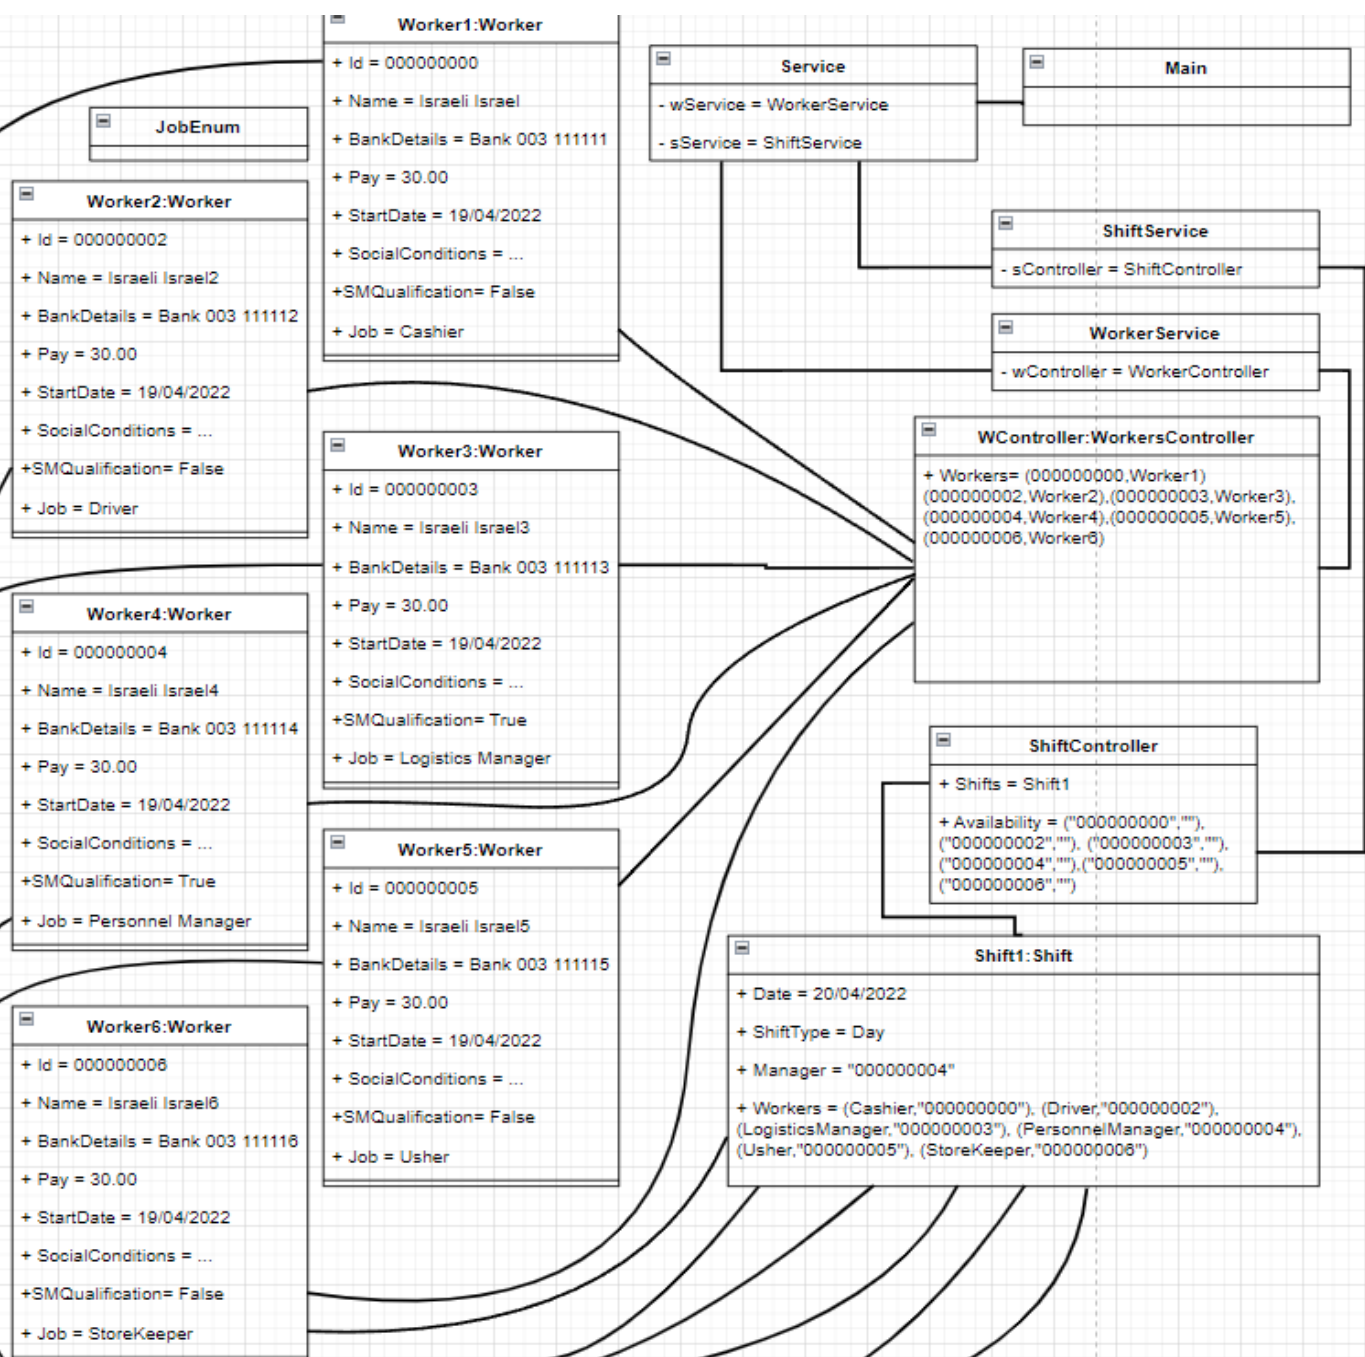 Worker1:Worker
+ Id = 000000000
+ Name = Israeli Israel
+ BankDetails = Bank 003 111111
+ Pay = 30.00
+ StartDate = 19/04/2022
+ SocialConditions = ...
+SMQualification= False
+ Job = Cashier
JobEnum
Worker2:Worker
+ Id = 000000002
+ Name = Israeli Israel2
+ BankDetails = Bank 003 111112
+ Pay = 30.00
+ StartDate = 19/04/2022
+ SocialConditions = ...
+SMQualification= False
+ Job = Driver
Worker3:Worker
+ Id = 000000003
+ Name = Israeli Israel3
+ BankDetails = Bank 003 111113
+ Pay = 30.00
+ StartDate = 19/04/2022
+ SocialConditions = ...
+SMQualification= True
+ Job = Logistics Manager
Worker4:Worker
+ Id = 000000004
+ Name = Israeli Israel4
+ BankDetails = Bank 003 111114
+ Pay = 30.00
+ StartDate = 19/04/2022
+ SocialConditions = ...
+SMQualification= True
+ Job = Personnel Manager
Worker5:Worker
+ Id = 000000005
+ Name = Israeli Israel5
+ BankDetails = Bank 003 111115
+ Pay = 30.00
+ StartDate = 19/04/2022
+ SocialConditions = ...
+SMQualification= False
+ Job = Usher
Worker6:Worker
+ Id = 000000006
+ Name = Israeli Israel6
+ BankDetails = Bank 003 111116
+ Pay = 30.00
+ StartDate = 19/04/2022
+ SocialConditions = ...
+SMQualification= False
+ Job = StoreKeeper
Service
- wService = WorkerService
- sService = ShiftService
Main
ShiftService
- sController = ShiftController
WorkerService
- wController = WorkerController
WController:WorkersController
+ Workers= (000000000,Worker1)
(000000002,Worker2),(000000003,Worker3),
(000000004,Worker4),(000000005,Worker5),
(000000006,Worker6)
ShiftController
+ Shifts = Shift1
+ Availability = ("000000000",""),
("000000002",""), ("000000003",""),
("000000004",""),("000000005",""),
("000000006","")
Shift1:Shift
+ Date = 20/04/2022
+ ShiftType = Day
+ Manager = "000000004"
+ Workers = (Cashier,"000000000"), (Driver,"000000002"),
(LogisticsManager,"000000003"), (PersonnelManager,"000000004"),
(Usher,"000000005"), (StoreKeeper,"000000006")